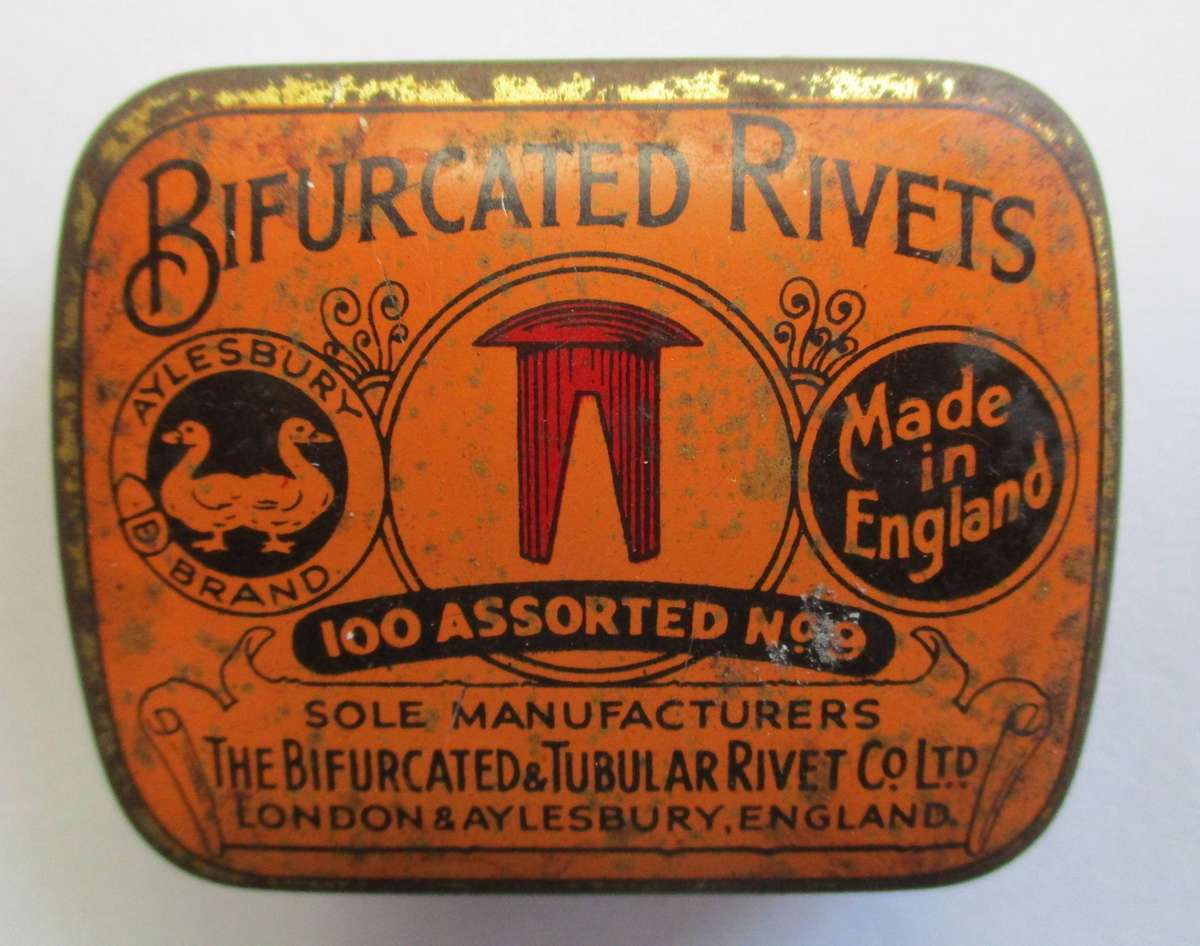 BIFURCATED RIVETS
AYLESBURY
B
BRAND
Made
in
England
100 ASSORTED No. 9
SOLE MANUFACTURERS
THE BIFURCATED & TUBULAR RIVET Co. LTD.
LONDON & AYLESBURY, ENGLAND.